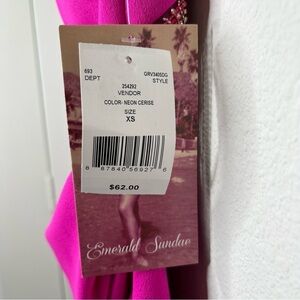 693
DEPT
GRV3405DG
STYLE
254292
VENDOR
COLOR- NEON CERISE
SIZE
XS
8 87840 56927 6
$62.00
Emerald Sundae